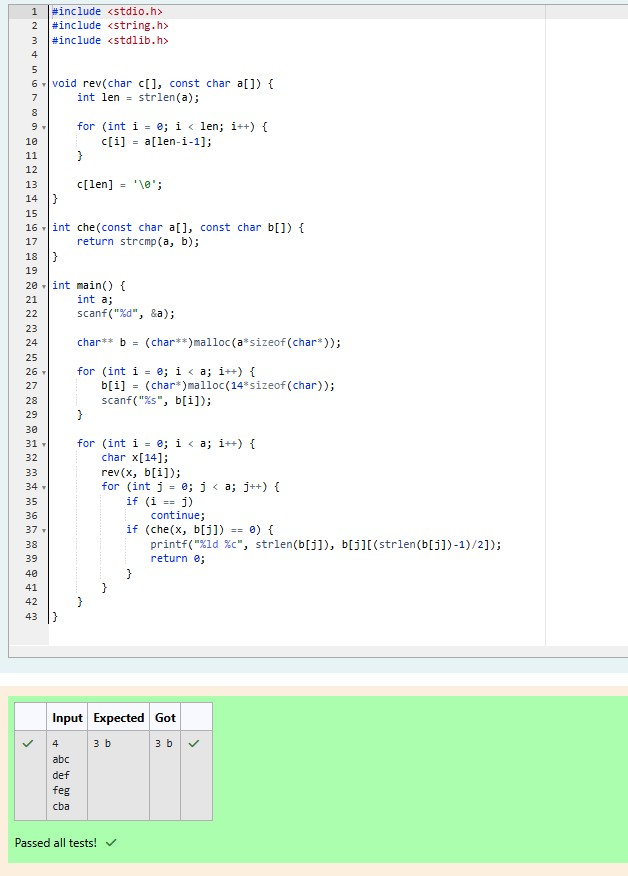 1 #include <stdio.h>
2 #include <string.h>
3 #include <stdlib.h>
4
5
6 void rev(char c[], const char a[]) {
7     int len = strlen(a);
8
9     for (int i = 0; i < len; i++) {
10         c[i] = a[len-i-1];
11     }
12
13     c[len] = '\0';
14 }
15
16 int che(const char a[], const char b[]) {
17     return strcmp(a, b);
18 }
19
20 int main() {
21     int a;
22     scanf("%d", &a);
23
24     char** b = (char**)malloc(a*sizeof(char*));
25
26     for (int i = 0; i < a; i++) {
27         b[i] = (char*)malloc(14*sizeof(char));
28         scanf("%s", b[i]);
29     }
30
31     for (int i = 0; i < a; i++) {
32         char x[14];
33         rev(x, b[i]);
34         for (int j = 0; j < a; j++) {
35             if (i == j)
36                 continue;
37             if (che(x, b[j]) == 0) {
38                 printf("%ld %c", strlen(b[j]), b[j][(strlen(b[j])-1)/2]);
39                 return 0;
40             }
41         }
42     }
43 }
Input Expected Got
4 3 b 3 b
abc
def
feg
cba
Passed all tests!